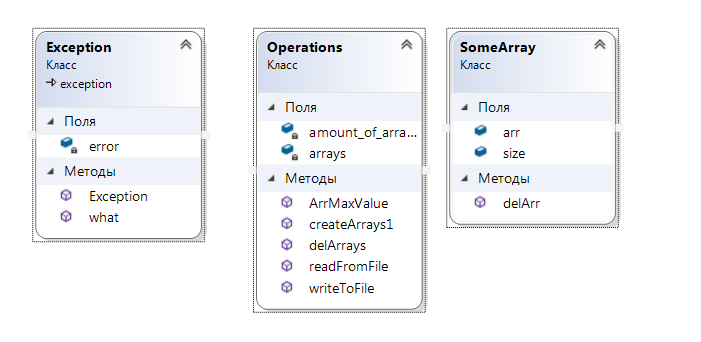 Exception
Класс
exception
Поля
error
Методы
Exception
what
Operations
Класс
Поля
amount_of_arra...
arrays
Методы
ArrMaxValue
createArrays1
delArrays
readFromFile
writeToFile
SomeArray
Класс
Поля
arr
size
Методы
delArr